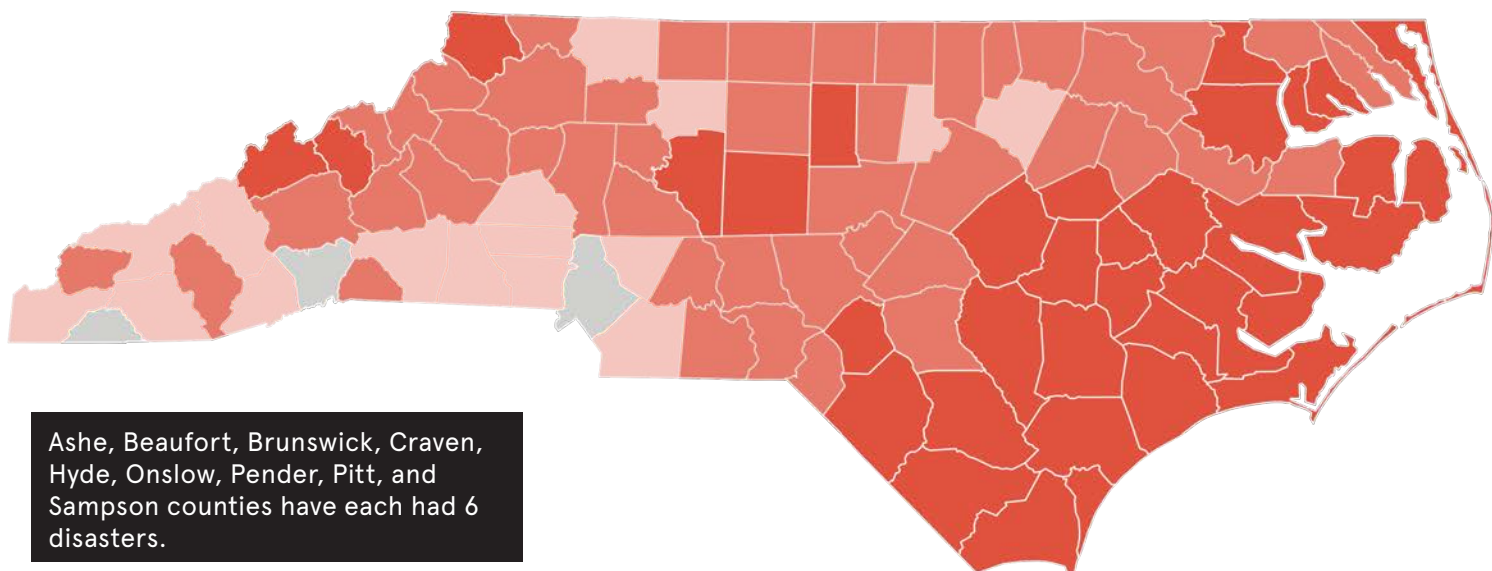 Ashe, Beaufort, Brunswick, Craven,
Hyde, Onslow, Pender, Pitt, and
Sampson counties have each had 6
disasters.